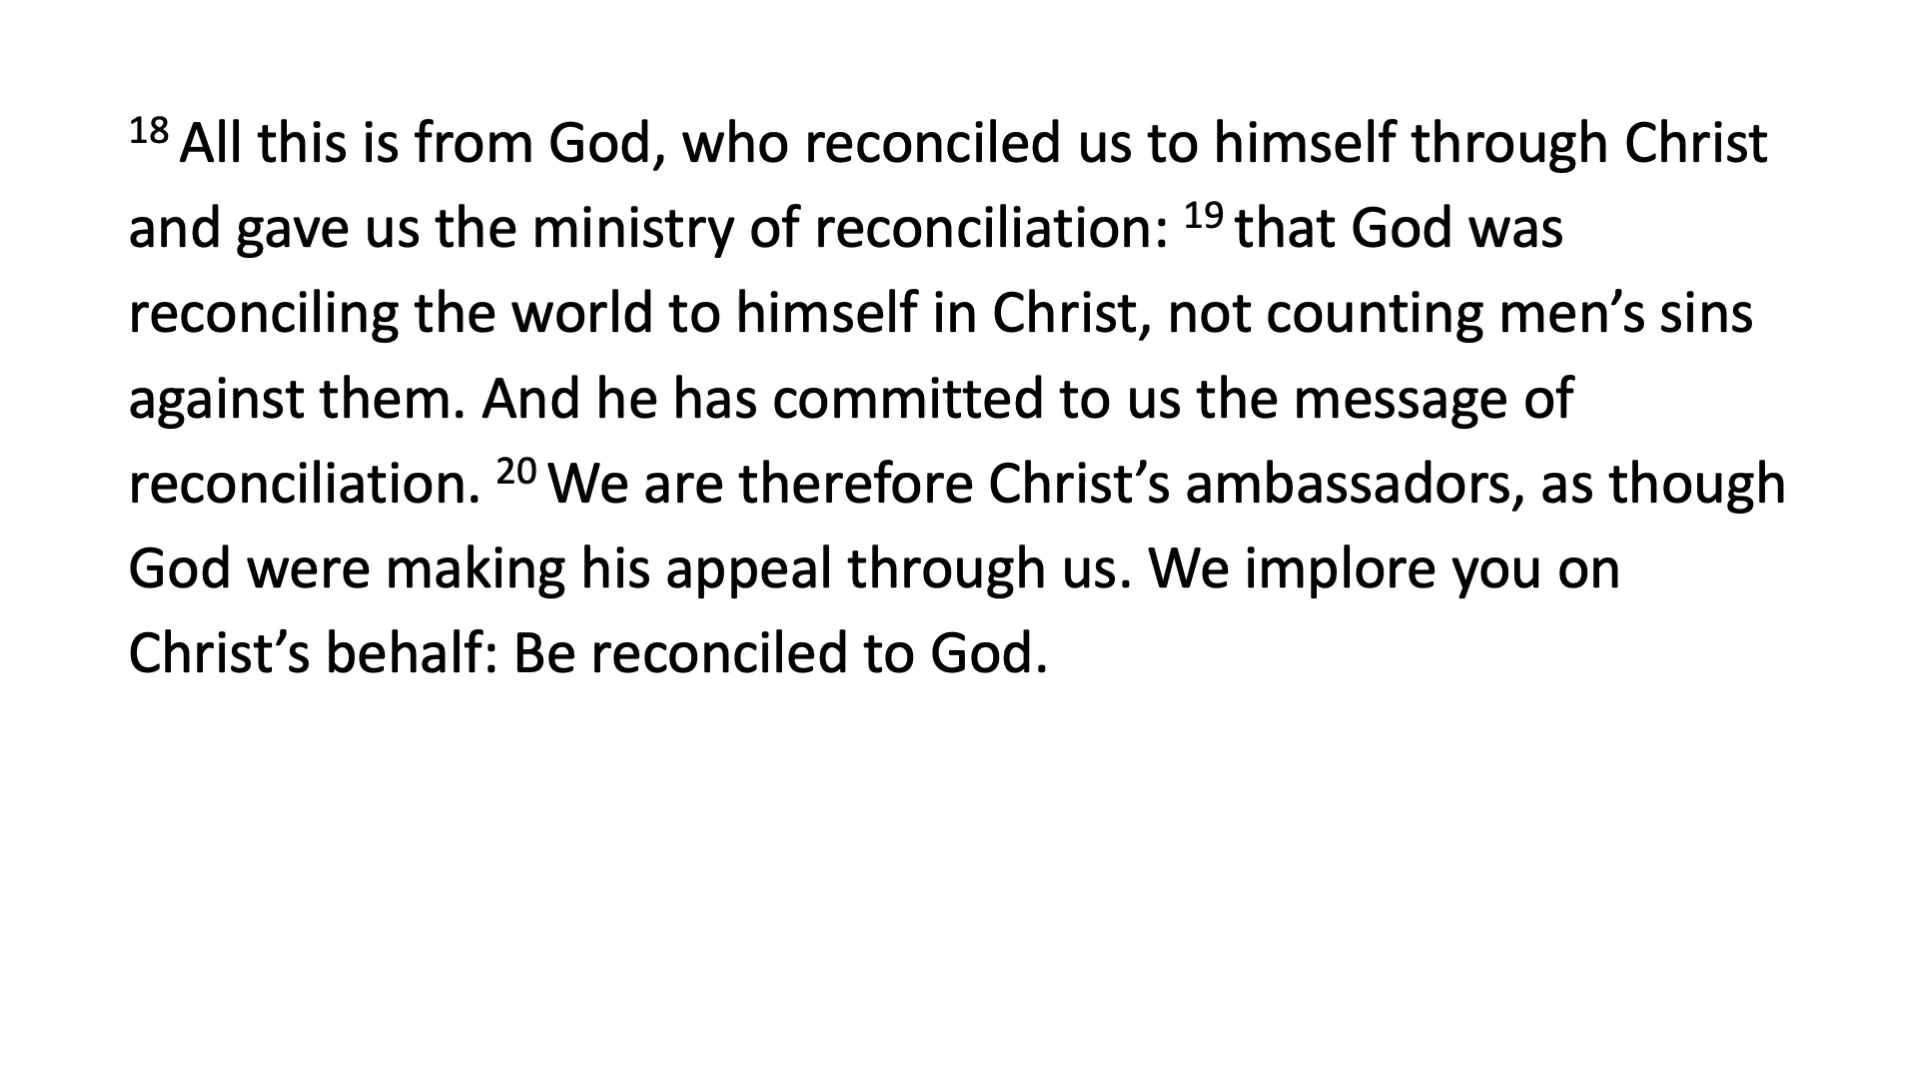 18 All this is from God, who reconciled us to himself through Christ
and gave us the ministry of reconciliation: 19 that God was
reconciling the world to himself in Christ, not counting men’s sins
against them. And he has committed to us the message of
reconciliation. 20 We are therefore Christ’s ambassadors, as though
God were making his appeal through us. We implore you on
Christ’s behalf: Be reconciled to God.